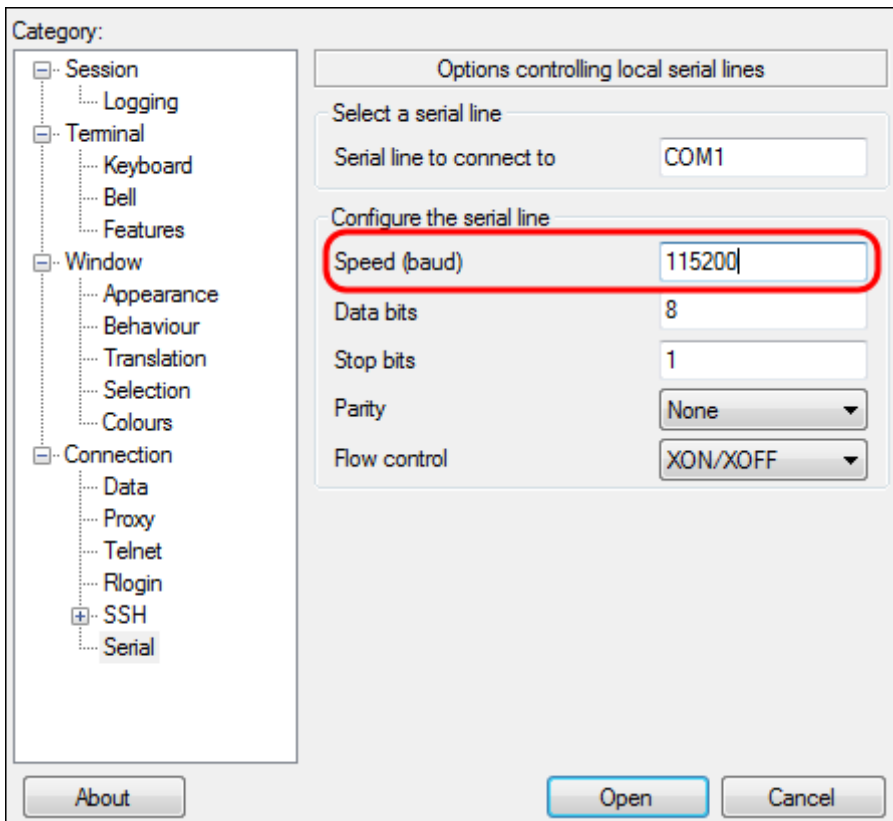 Category:
Session
Logging
Terminal
Keyboard
Bell
Features
Window
Appearance
Behaviour
Translation
Selection
Colours
Connection
Data
Proxy
Telnet
Rlogin
SSH
Serial
Options controlling local serial lines
Select a serial line
Serial line to connect to COM1
Configure the serial line
Speed (baud) 115200
Data bits 8
Stop bits 1
Parity None
Flow control XON/XOFF
About Open Cancel